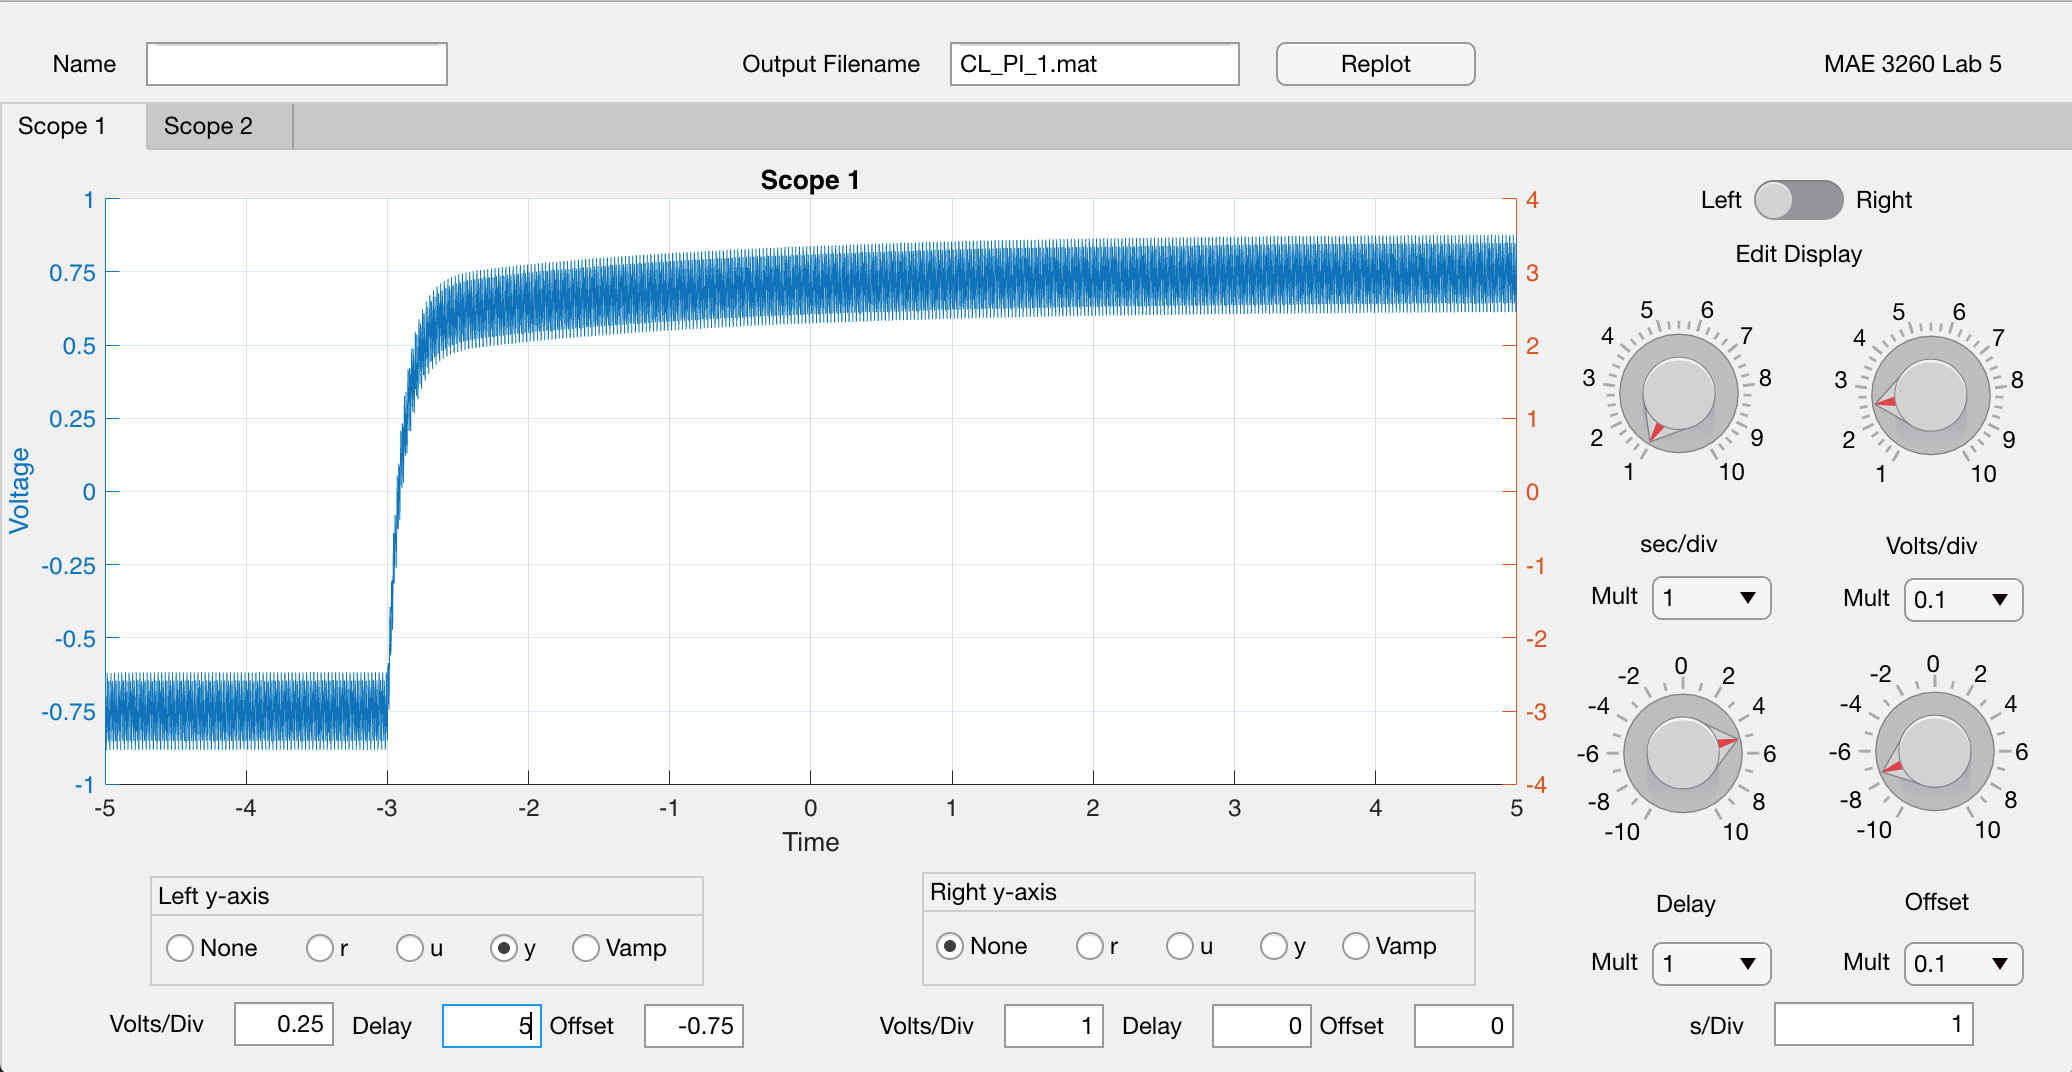 Name
Output Filename CL_PI_1.mat Replot MAE 3260 Lab 5
Scope 1 Scope 2
Scope 1
1
0.75
0.5
0.25
0
-0.25
-0.5
-0.75
-1
Voltage
4
3
2
1
0
-1
-2
-3
-4
-5 -4 -3 -2 -1 0 1 2 3 4 5
Time
Left Right
Edit Display
1 2 3 4 5 6 7 8 9 10
sec/div
Mult 1
1 2 3 4 5 6 7 8 9 10
Volts/div
Mult 0.1
-10 -8 -6 -4 -2 0 2 4 6 8 10
Delay
Mult 1
-10 -8 -6 -4 -2 0 2 4 6 8 10
Offset
Mult 0.1
Left y-axis
None r u y Vamp
Volts/Div 0.25 Delay 5 Offset -0.75
Right y-axis
None r u y Vamp
Volts/Div 1 Delay 0 Offset 0
s/Div 1